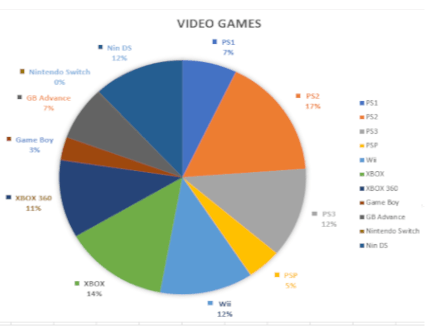 VIDEO GAMES
Nin DS
12%
PS1
7%
Nintendo Switch
0%
GB Advance
7%
PS2
17%
Game Boy
3%
XBOX 360
11%
PS3
12%
PSP
5%
XBOX
14%
Wii
12%
PS1
PS2
PS3
PSP
Wii
XBOX
XBOX 360
Game Boy
GB Advance
Nintendo Switch
Nin DS